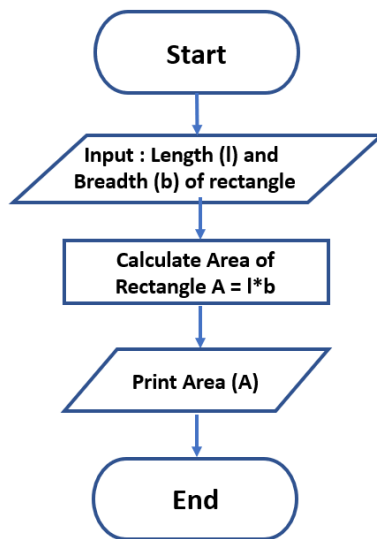 Start
Input : Length (l) and
Breadth (b) of rectangle
Calculate Area of
Rectangle A = l*b
Print Area (A)
End